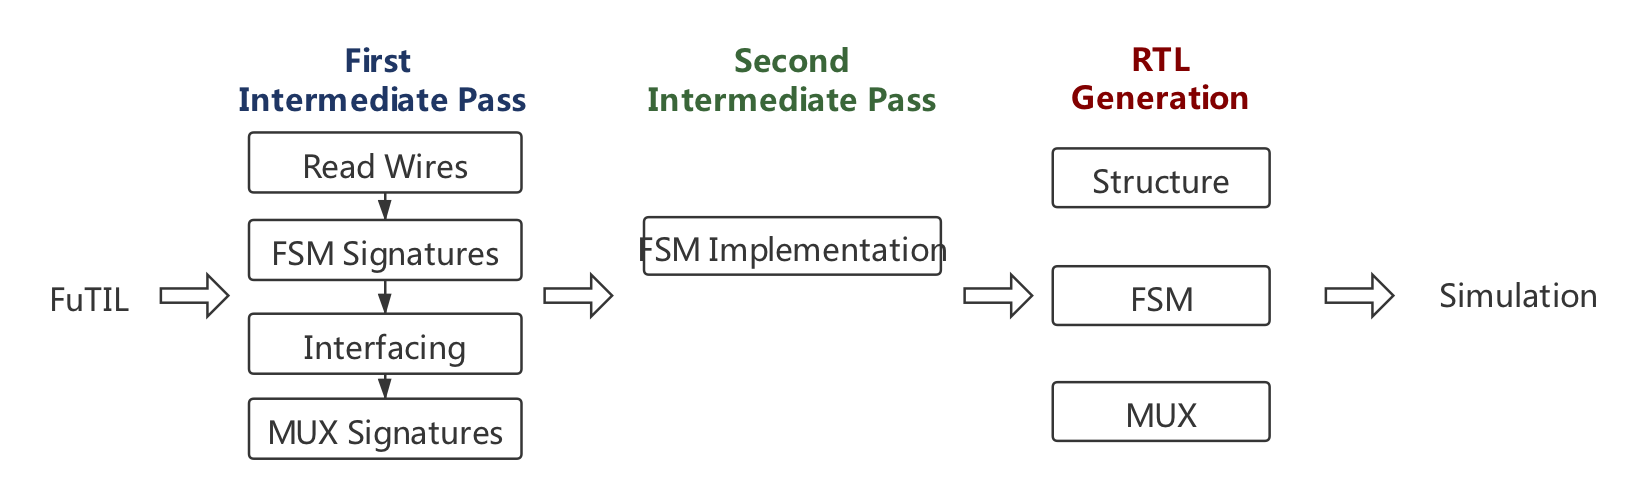 FuTIL
First
Intermediate Pass
Read Wires
FSM Signatures
Interfacing
MUX Signatures
Second
Intermediate Pass
FSM Implementation
RTL
Generation
Structure
FSM
MUX
Simulation